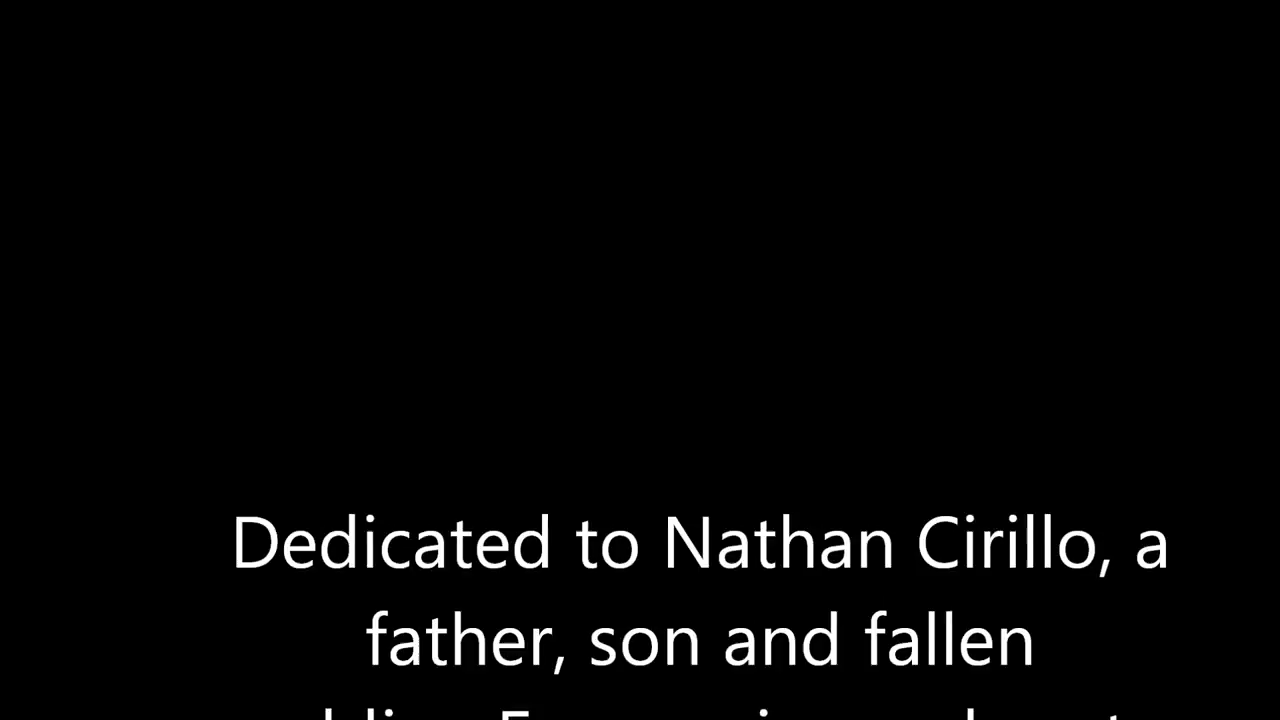 Dedicated to Nathan Cirillo, a
father, son and fallen